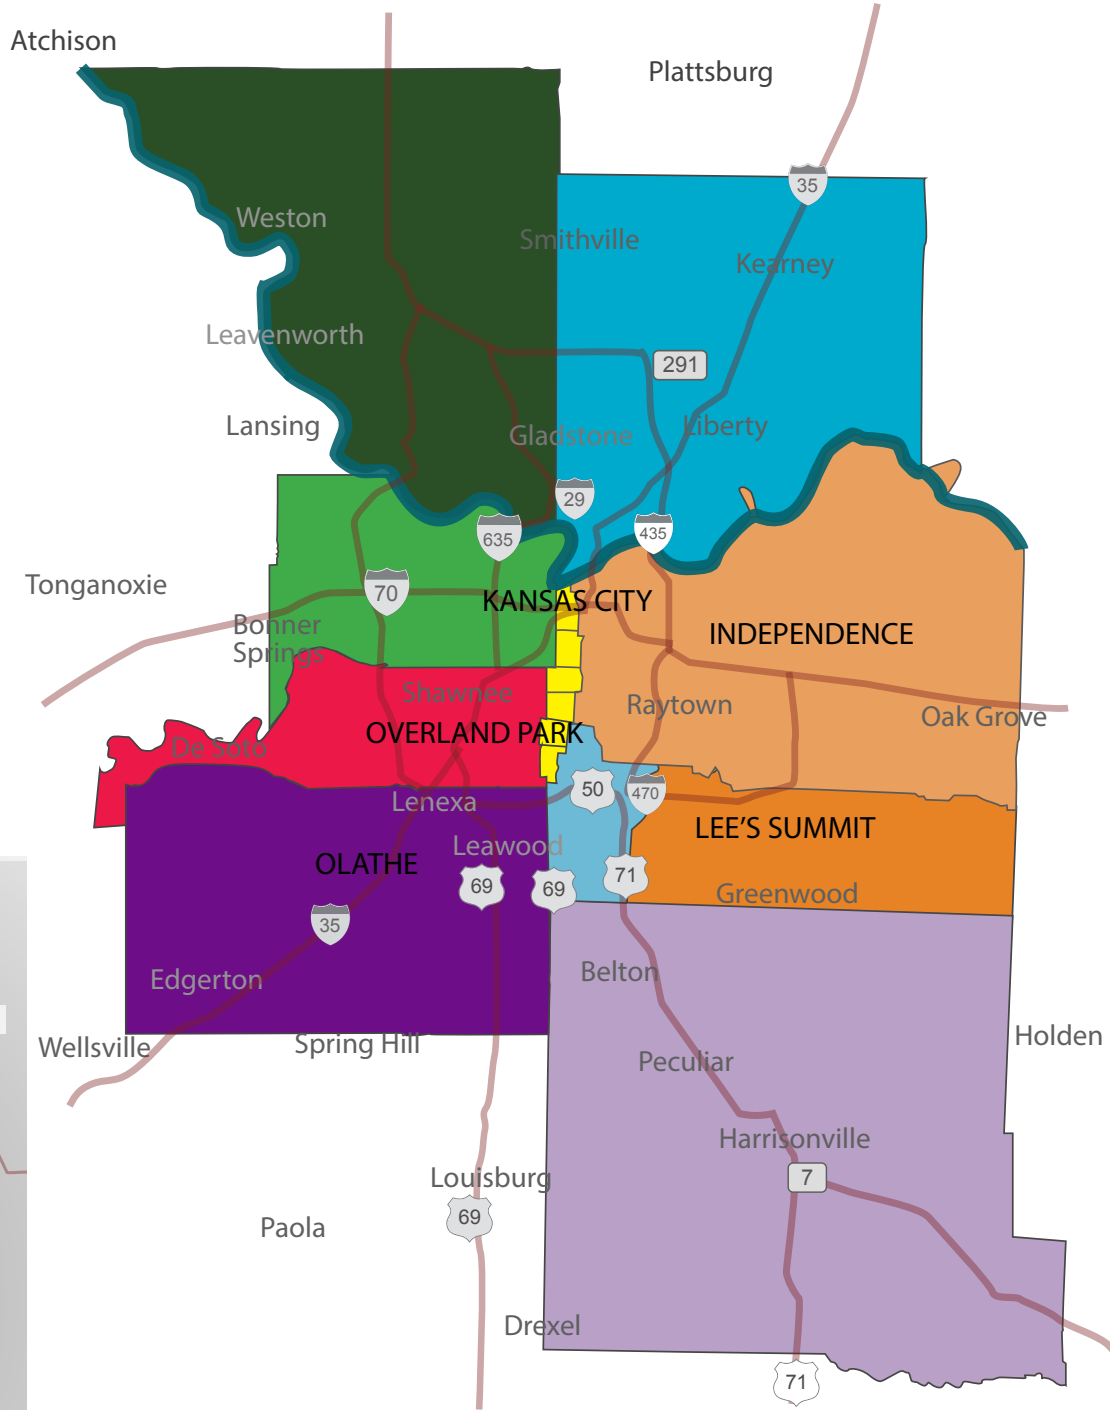 Atchison
Plattsburg
35
Weston
Smithville
Kearney
Leavenworth
291
Lansing
Gladstone
Liberty
29
635
435
Tonganoxie
70
KANSAS CITY
Bonner
Springs
INDEPENDENCE
Shawnee
Raytown
Oak Grove
De Soto
OVERLAND PARK
Lenexa
50
470
LEE'S SUMMIT
Leawood
OLATHE
69
69
71
Greenwood
35
Edgerton
Belton
Wellsville
Spring Hill
Holden
Peculiar
Harrisonville
Louisburg
7
Paola
69
Drexel
71